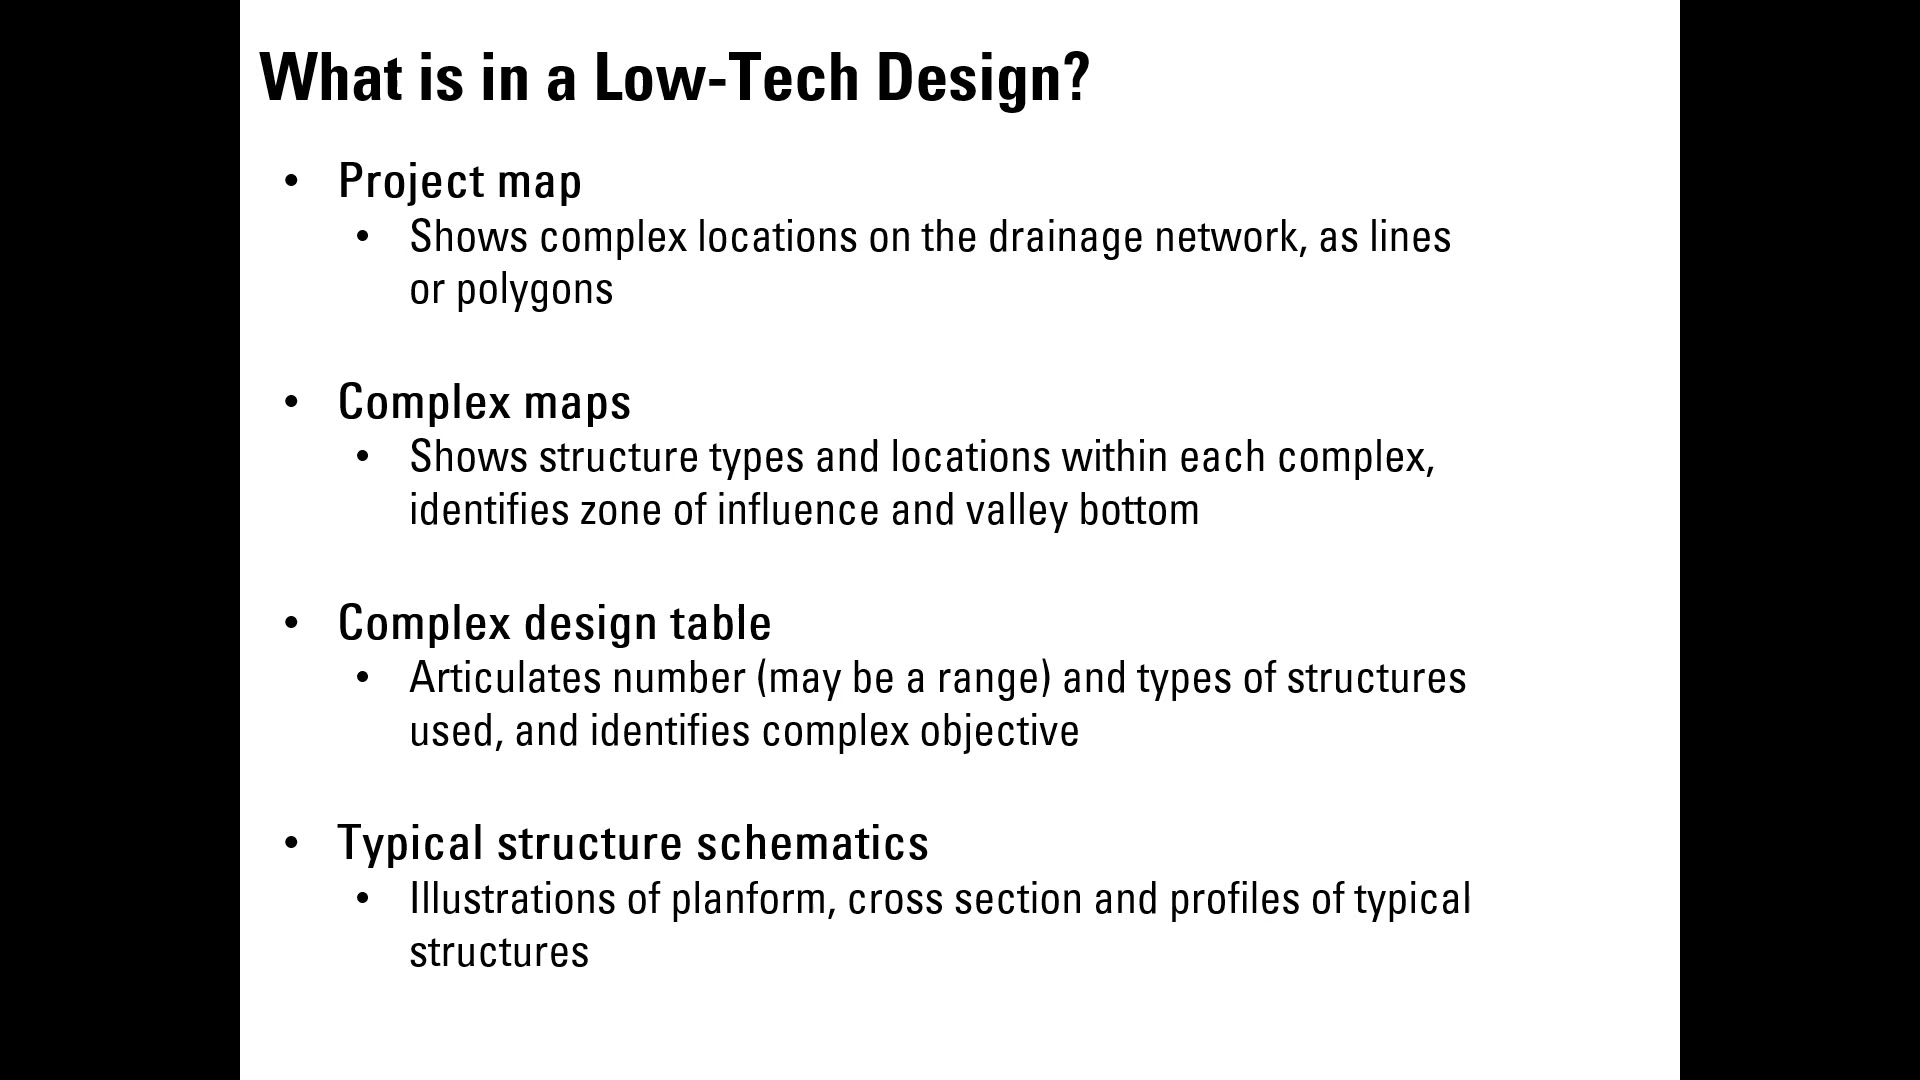 What is in a Low-Tech Design?
• Project map
• Shows complex locations on the drainage network, as lines
or polygons
• Complex maps
• Shows structure types and locations within each complex,
identifies zone of influence and valley bottom
• Complex design table
• Articulates number (may be a range) and types of structures
used, and identifies complex objective
• Typical structure schematics
• Illustrations of planform, cross section and profiles of typical
structures